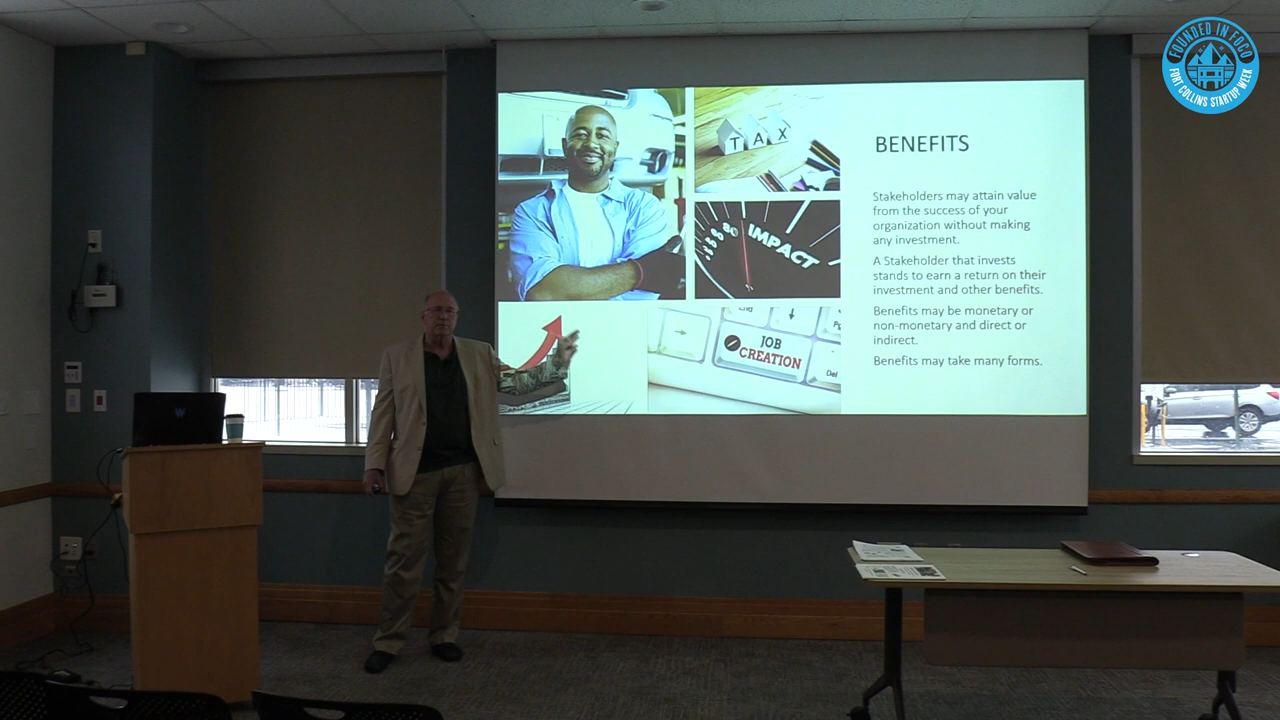 FOUNDED IN FOCO
FORT COLLINS STARTUP WEEK
TAX
IMPACT
JOB
CREATION
Del
BENEFITS
Stakeholders may attain value
from the success of your
organization without making
any investment.
A Stakeholder that invests
stands to earn a return on their
investment and other benefits.
Benefits may be monetary or
non-monetary and direct or
indirect.
Benefits may take many forms.
W